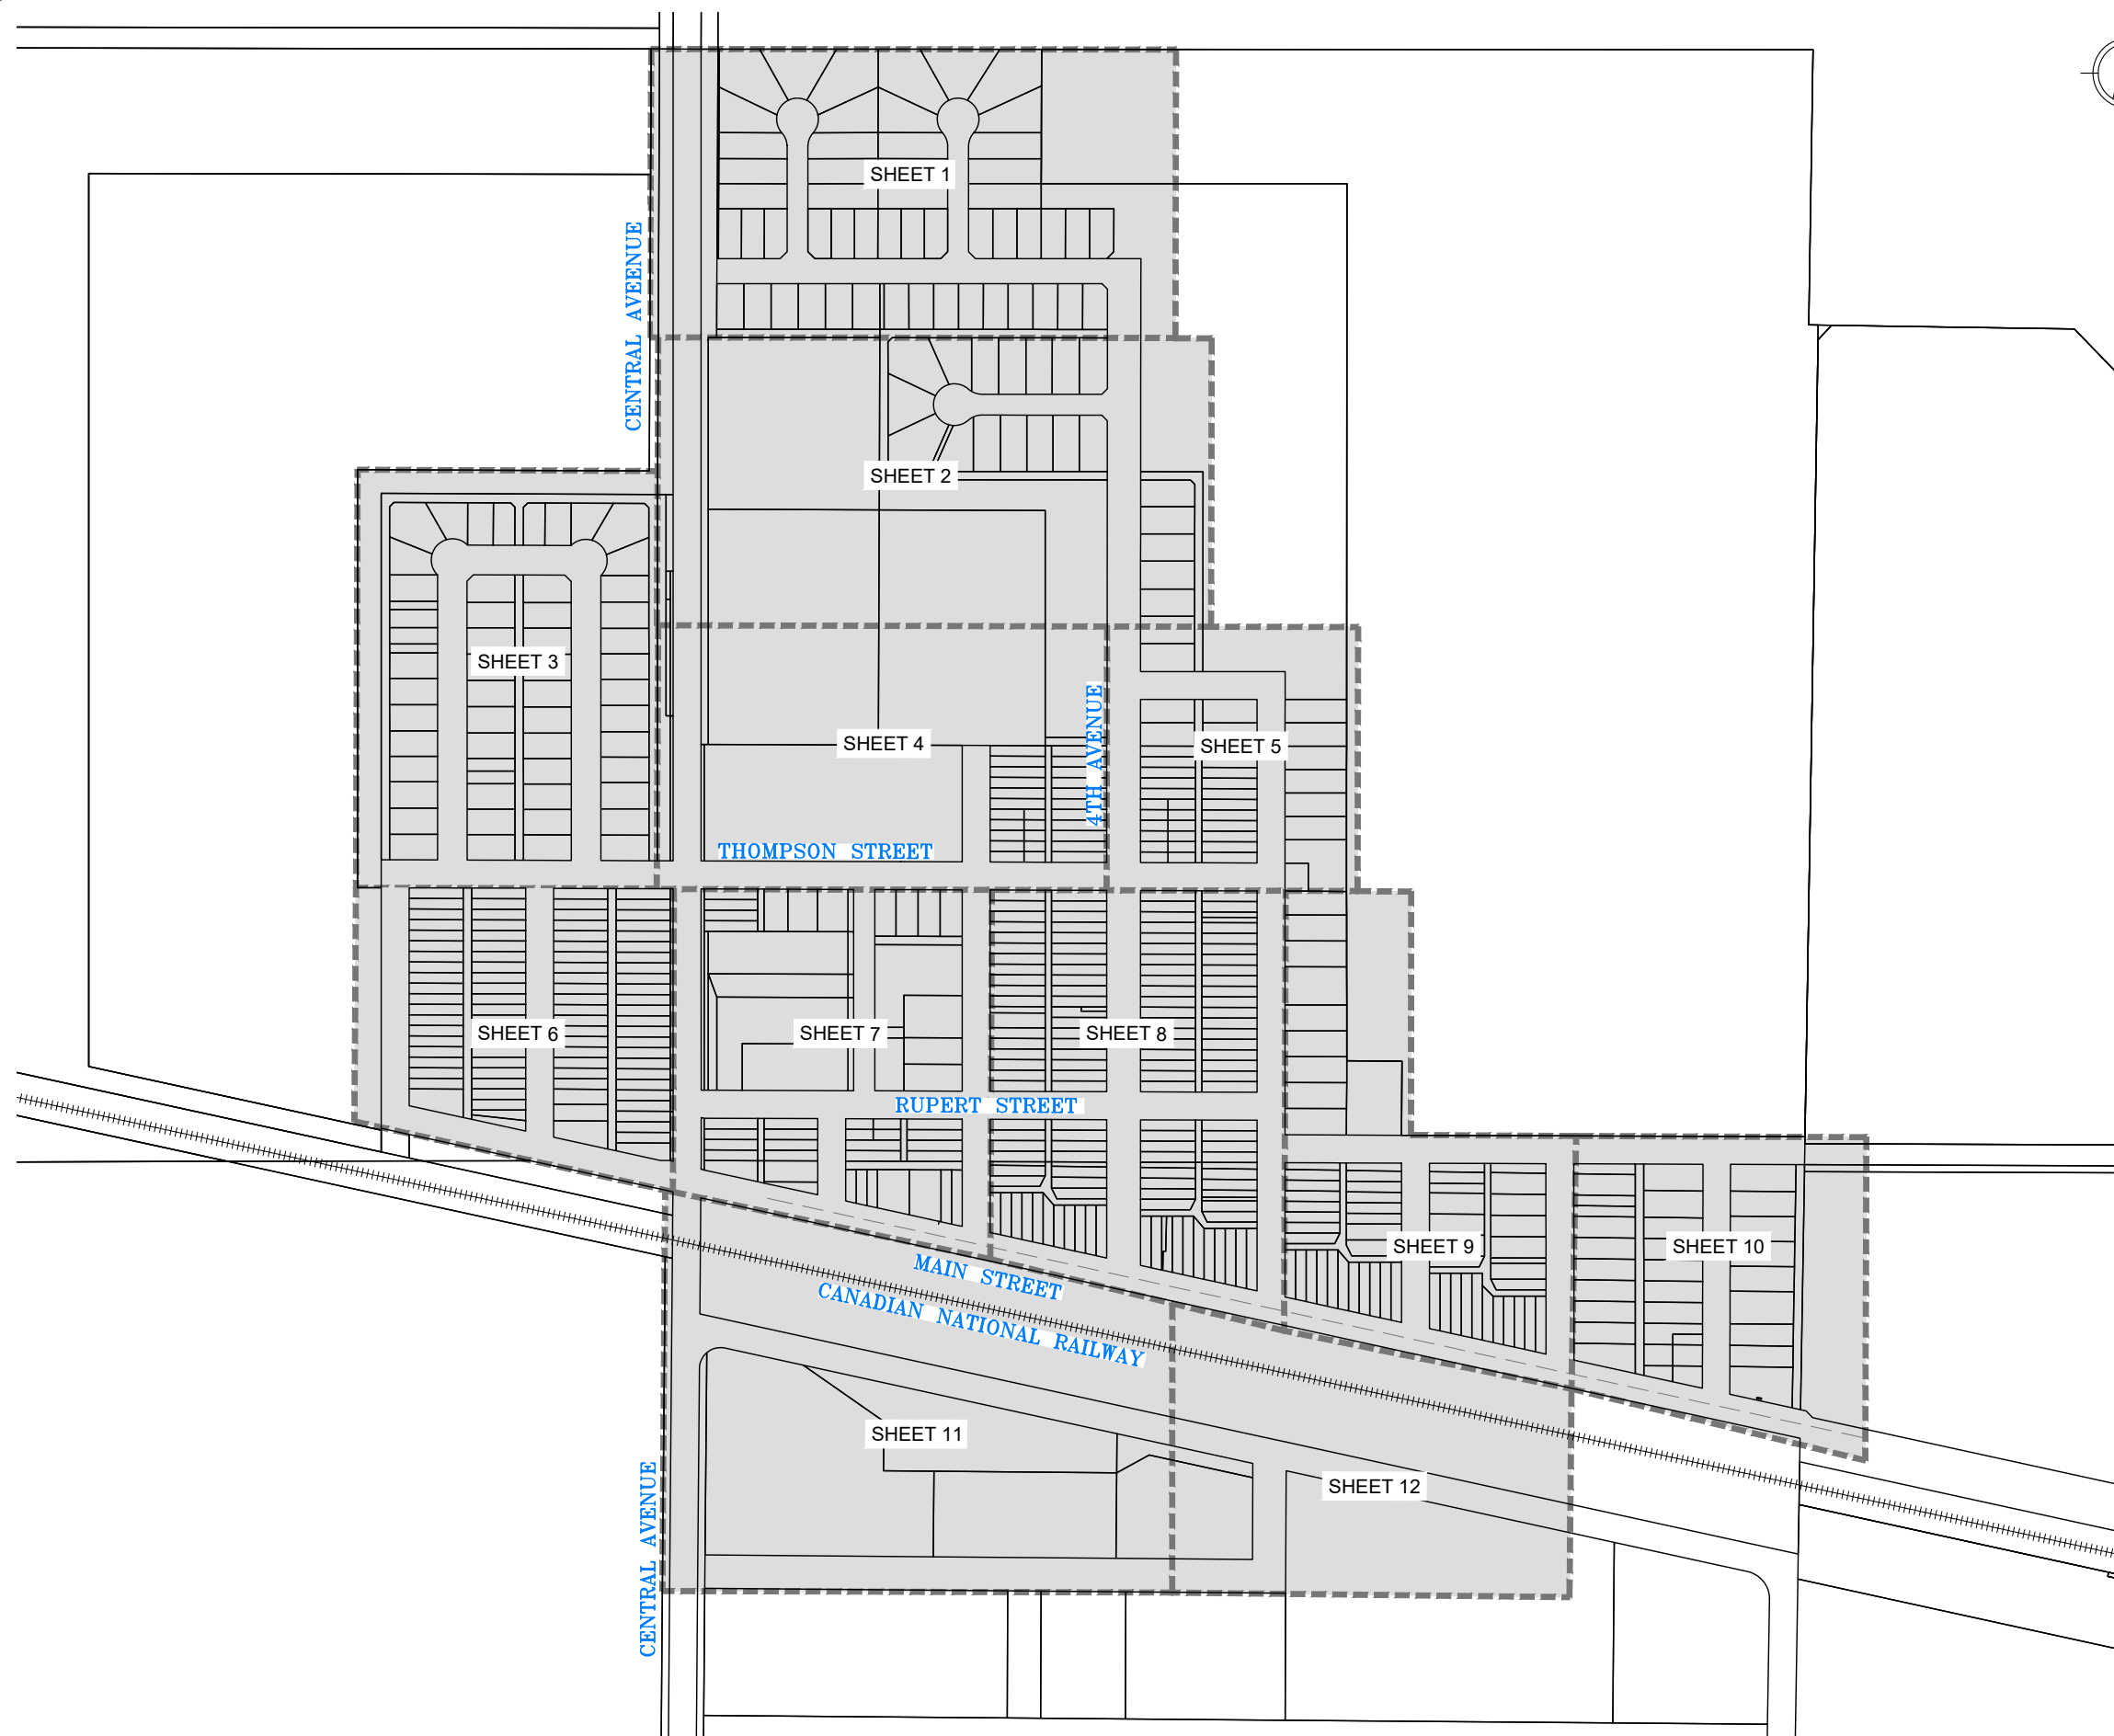 SHEET 1
CENTRAL AVEENUE
SHEET 2
SHEET 3
SHEET 4
4TH AVENUE
SHEET 5
THOMPSON STREET
SHEET 6
SHEET 7
SHEET 8
RUPERT STREET
SHEET 9
SHEET 10
MAIN STREET
CANADIAN NATIONAL RAILWAY
SHEET 11
SHEET 12
CENTRAL AVENUE